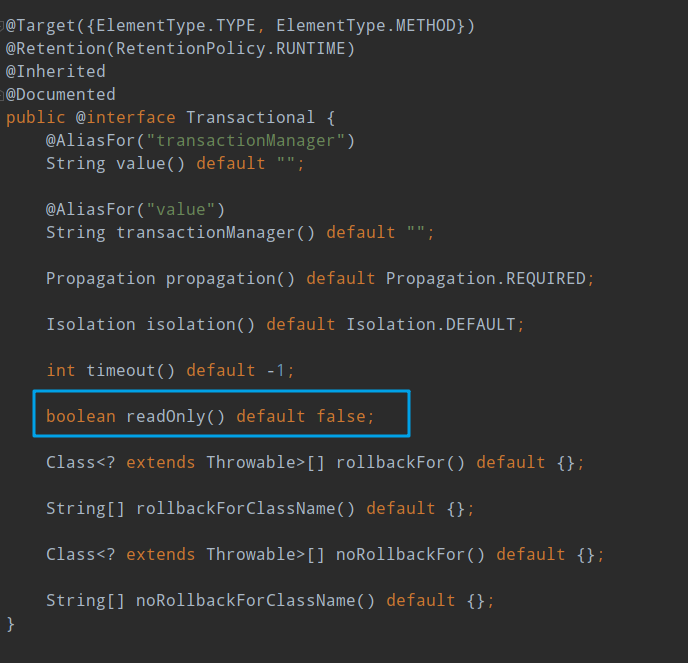 @Target({ElementType.TYPE, ElementType.METHOD})
@Retention(RetentionPolicy.RUNTIME)
@Inherited
@Documented
public @interface Transactional {
    @AliasFor("transactionManager")
    String value() default "";

    @AliasFor("value")
    String transactionManager() default "";

    Propagation propagation() default Propagation.REQUIRED;

    Isolation isolation() default Isolation.DEFAULT;

    int timeout() default -1;

    boolean readOnly() default false;

    Class<? extends Throwable>[] rollbackFor() default {};

    String[] rollbackForClassName() default {};

    Class<? extends Throwable>[] noRollbackFor() default {};

    String[] noRollbackForClassName() default {};
}